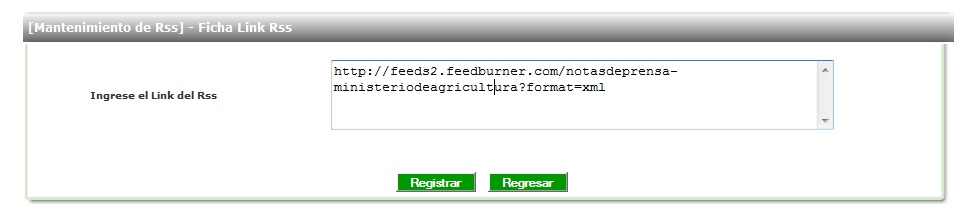 [Mantenimiento de Rss] - Ficha Link Rss
http://feeds2.feedburner.com/notasdeprensa-
ministeriodeagricultura?format=xml
Ingrese el Link del Rss
Registrar Regresar